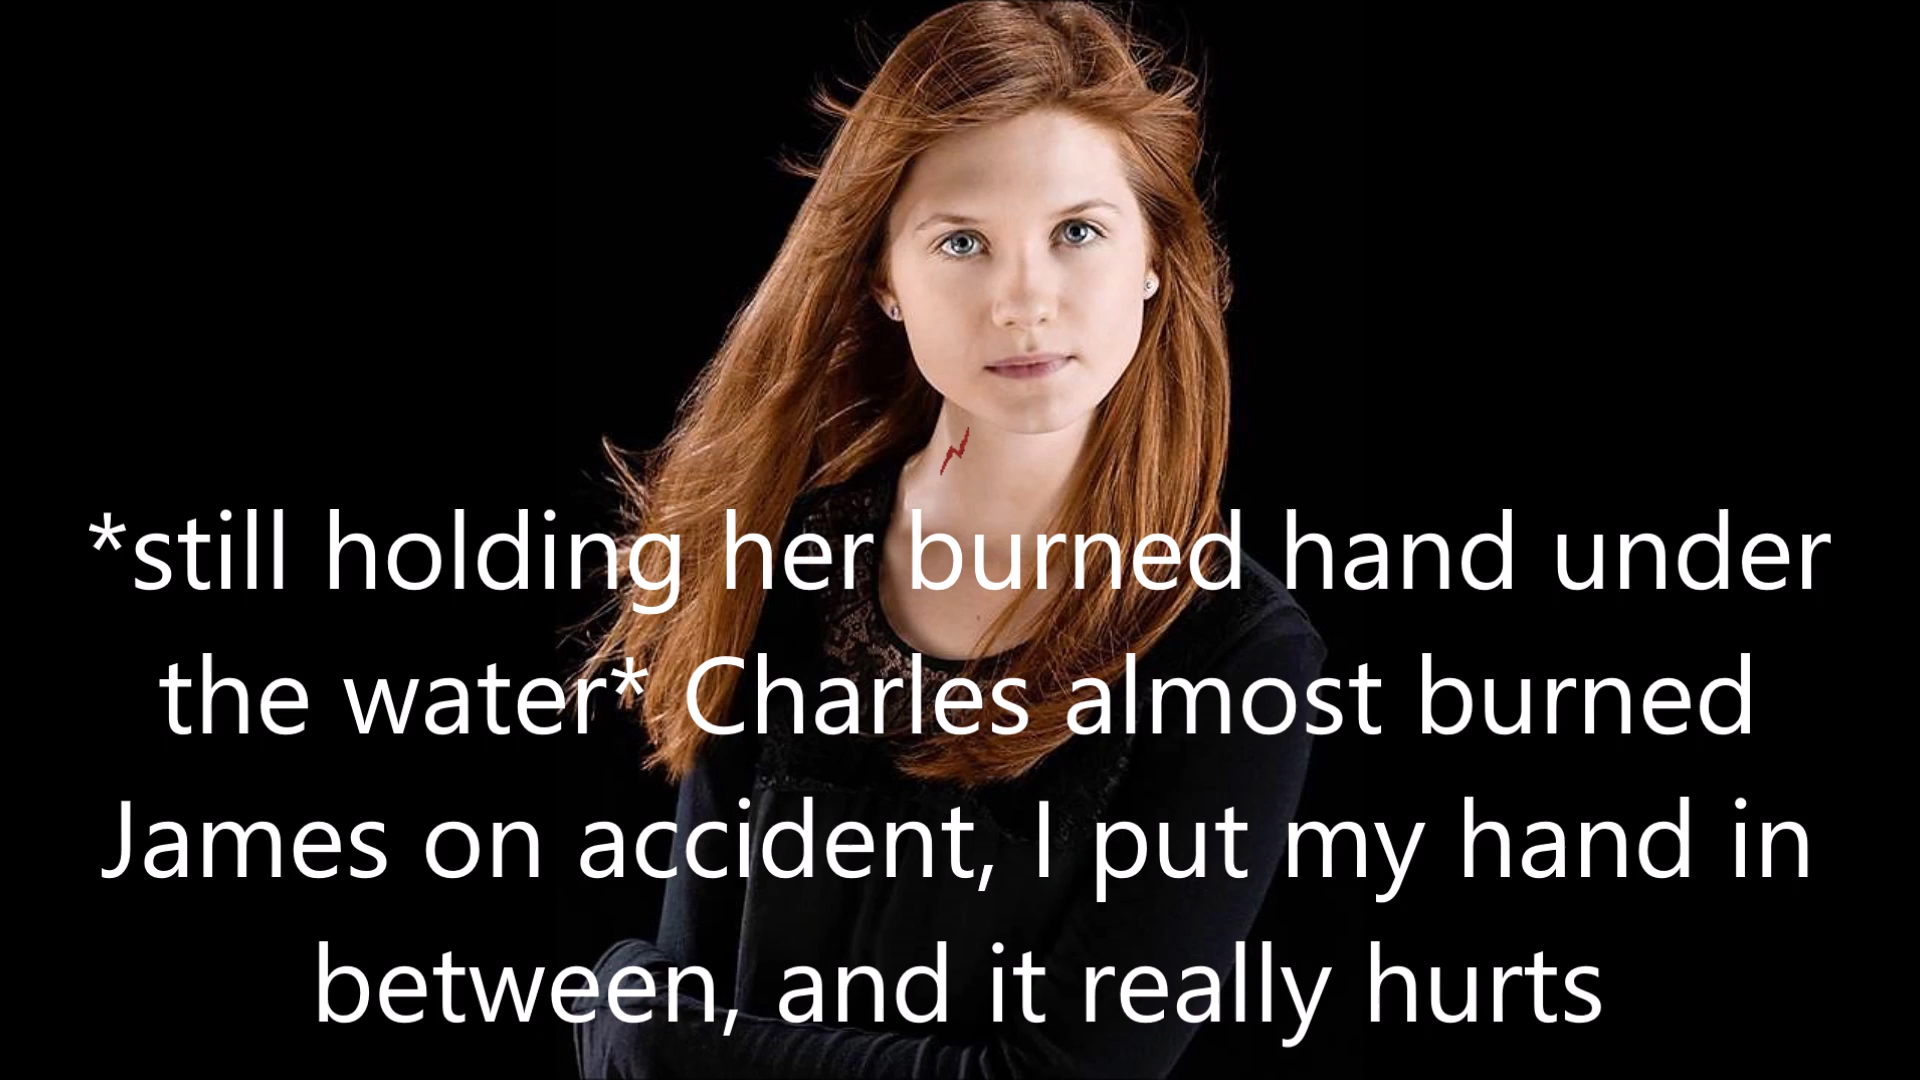 *still holding her burned hand under
the water* Charles almost burned
James on accident, I put my hand in
between, and it really hurts